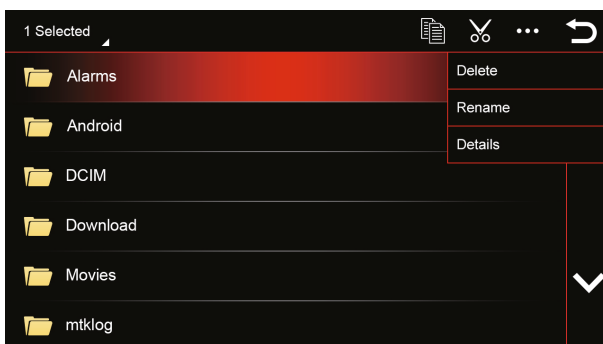 1 Selected
Alarms
Delete
Rename
Android
Details
DCIM
Download
Movies
mtklog